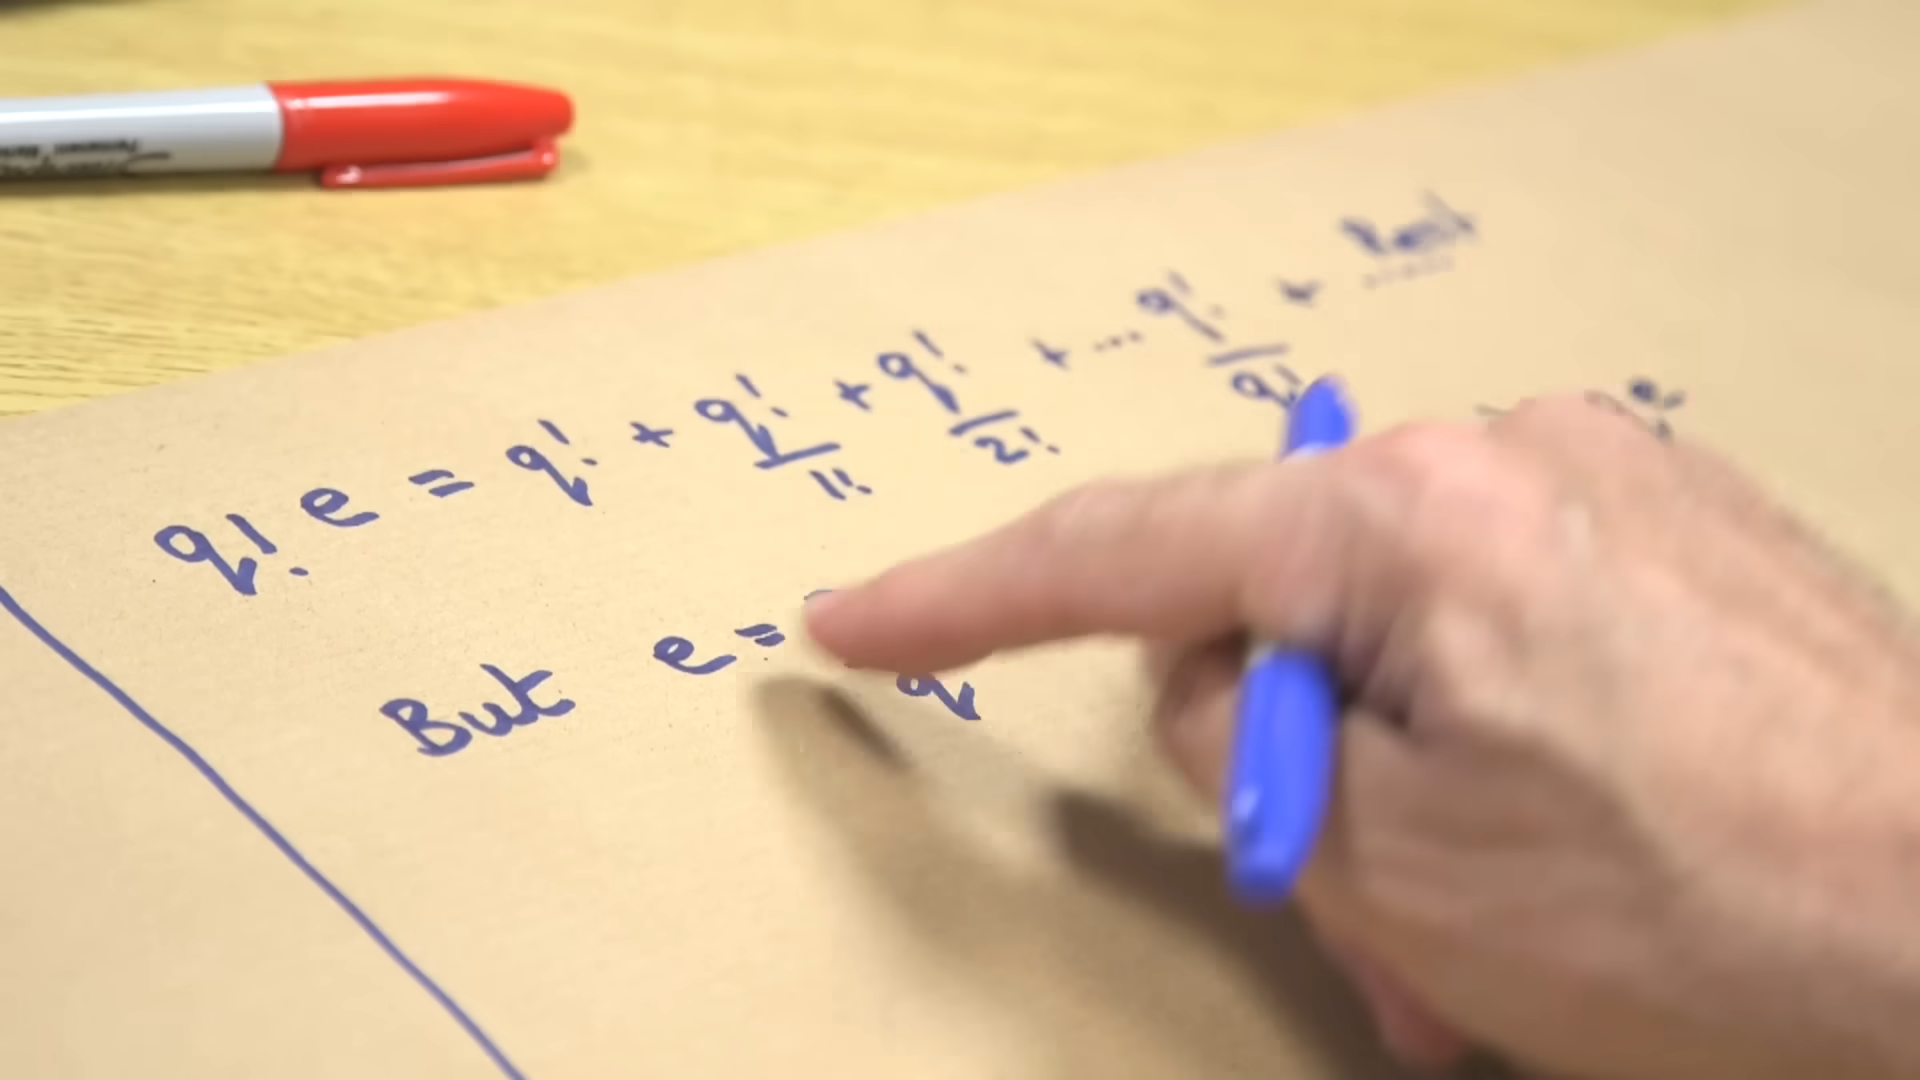 q! e = q! + q!/1! + q!/2! + ... q!/q! + Rest
But e = q